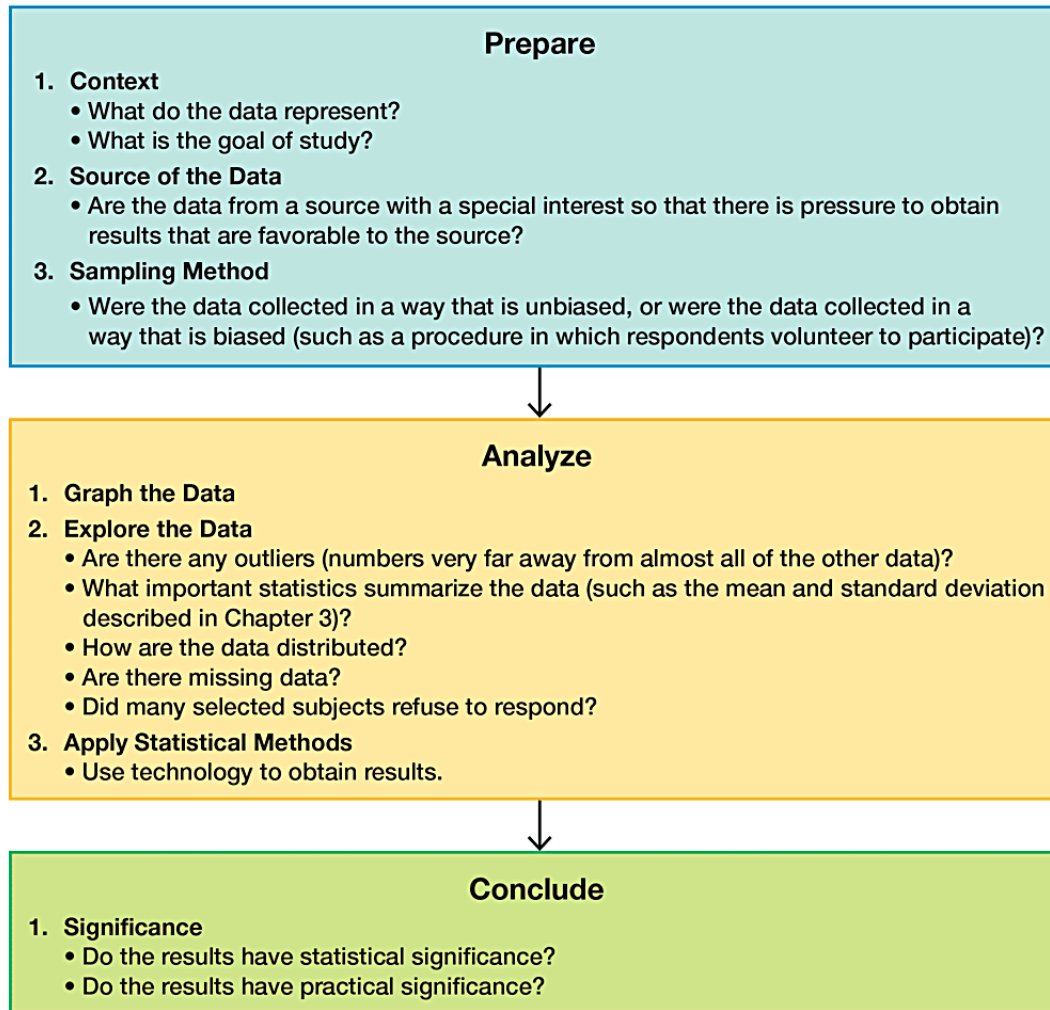 Prepare
1. Context
• What do the data represent?
• What is the goal of study?
2. Source of the Data
• Are the data from a source with a special interest so that there is pressure to obtain
results that are favorable to the source?
3. Sampling Method
• Were the data collected in a way that is unbiased, or were the data collected in a
way that is biased (such as a procedure in which respondents volunteer to participate)?
Analyze
1. Graph the Data
2. Explore the Data
• Are there any outliers (numbers very far away from almost all of the other data)?
• What important statistics summarize the data (such as the mean and standard deviation
described in Chapter 3)?
• How are the data distributed?
• Are there missing data?
• Did many selected subjects refuse to respond?
3. Apply Statistical Methods
• Use technology to obtain results.
Conclude
1. Significance
• Do the results have statistical significance?
• Do the results have practical significance?